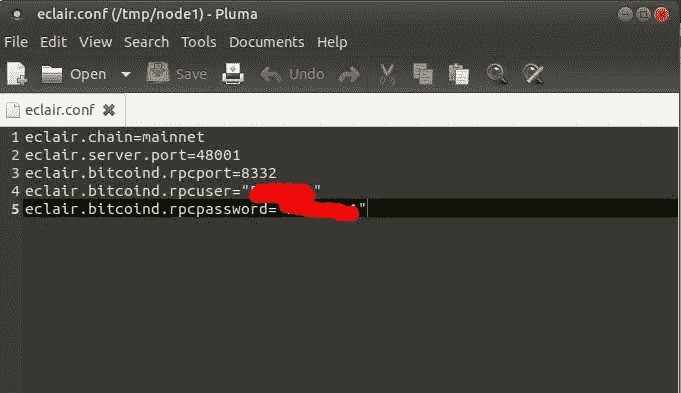 eclair.conf (/tmp/node1) - Pluma
File Edit View Search Tools Documents Help
Open Save Undo
eclair.conf
1 eclair.chain=mainnet
2 eclair.server.port=48001
3 eclair.bitcoind.rpcport=8332
4 eclair.bitcoind.rpcuser=" "
5 eclair.bitcoind.rpcpassword= "